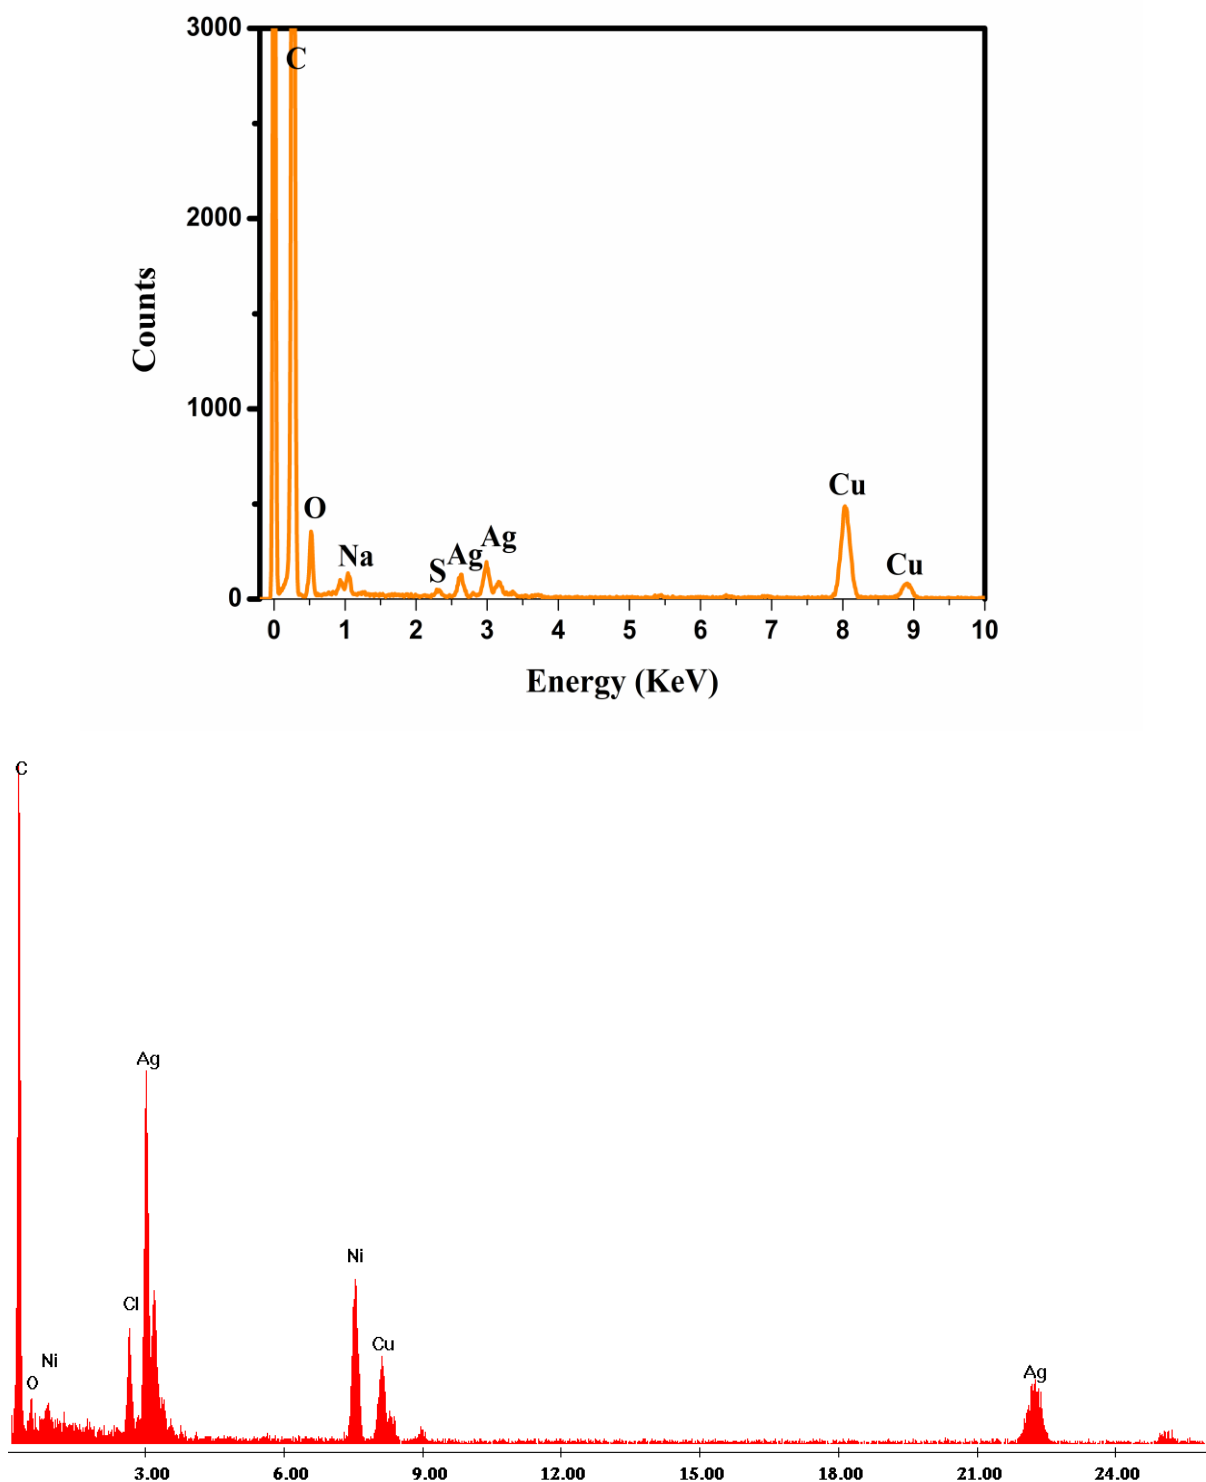 3000
C
2000
Counts
1000
Cu
O
Ag
Na
Ag
Cu
S
0
0 1 2 3 4 5 6 7 8 9 10
Energy (KeV)
C
Ag
Ni
Cl
Cu
Ni
Ag
O
3.00 6.00 9.00 12.00 15.00 18.00 21.00 24.00